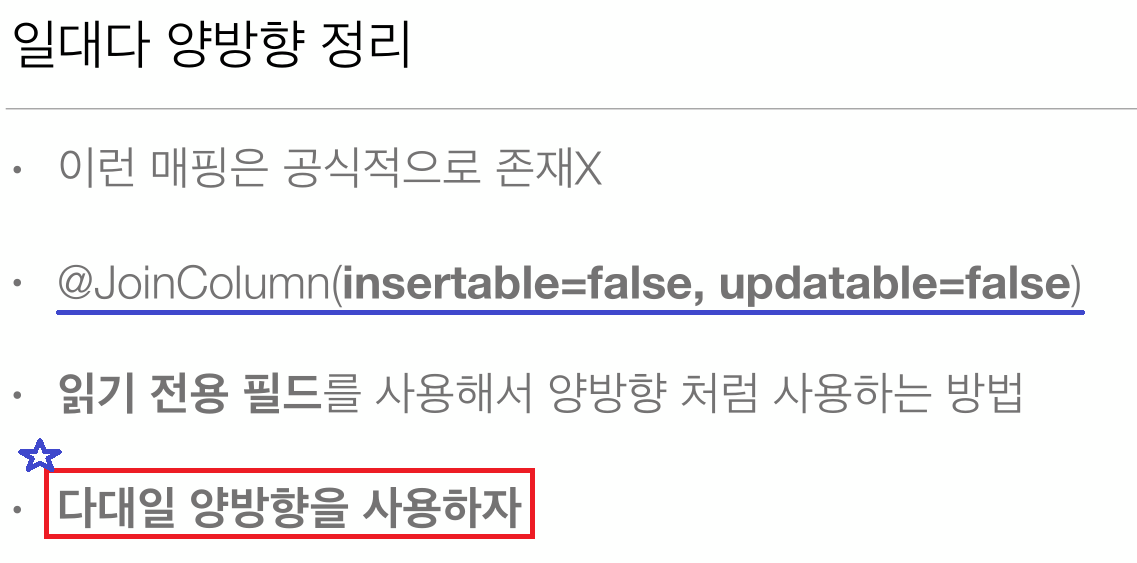 일대다 양방향 정리
• 이런 매핑은 공식적으로 존재X
• @JoinColumn(insertable=false, updatable=false)
• 읽기 전용 필드를 사용해서 양방향 처럼 사용하는 방법
• 다대일 양방향을 사용하자